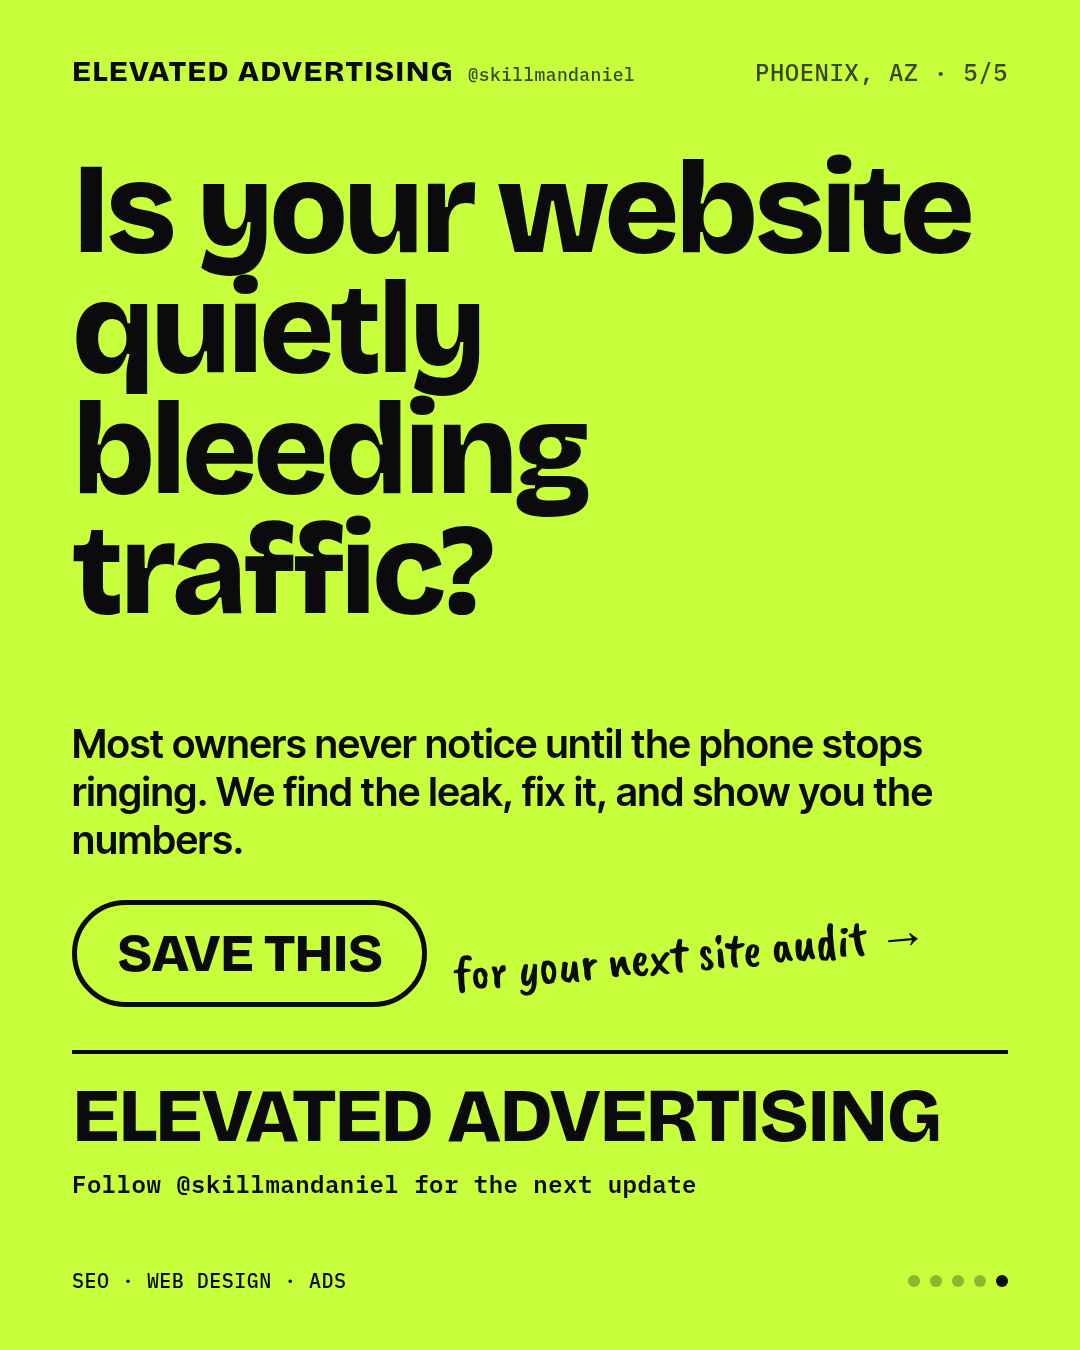 ELEVATED ADVERTISING @skillmandaniel PHOENIX, AZ · 5/5
Is your website
quietly
bleeding
traffic?
Most owners never notice until the phone stops
ringing. We find the leak, fix it, and show you the
numbers.
SAVE THIS for your next site audit →
ELEVATED ADVERTISING
Follow @skillmandaniel for the next update
SEO · WEB DESIGN · ADS